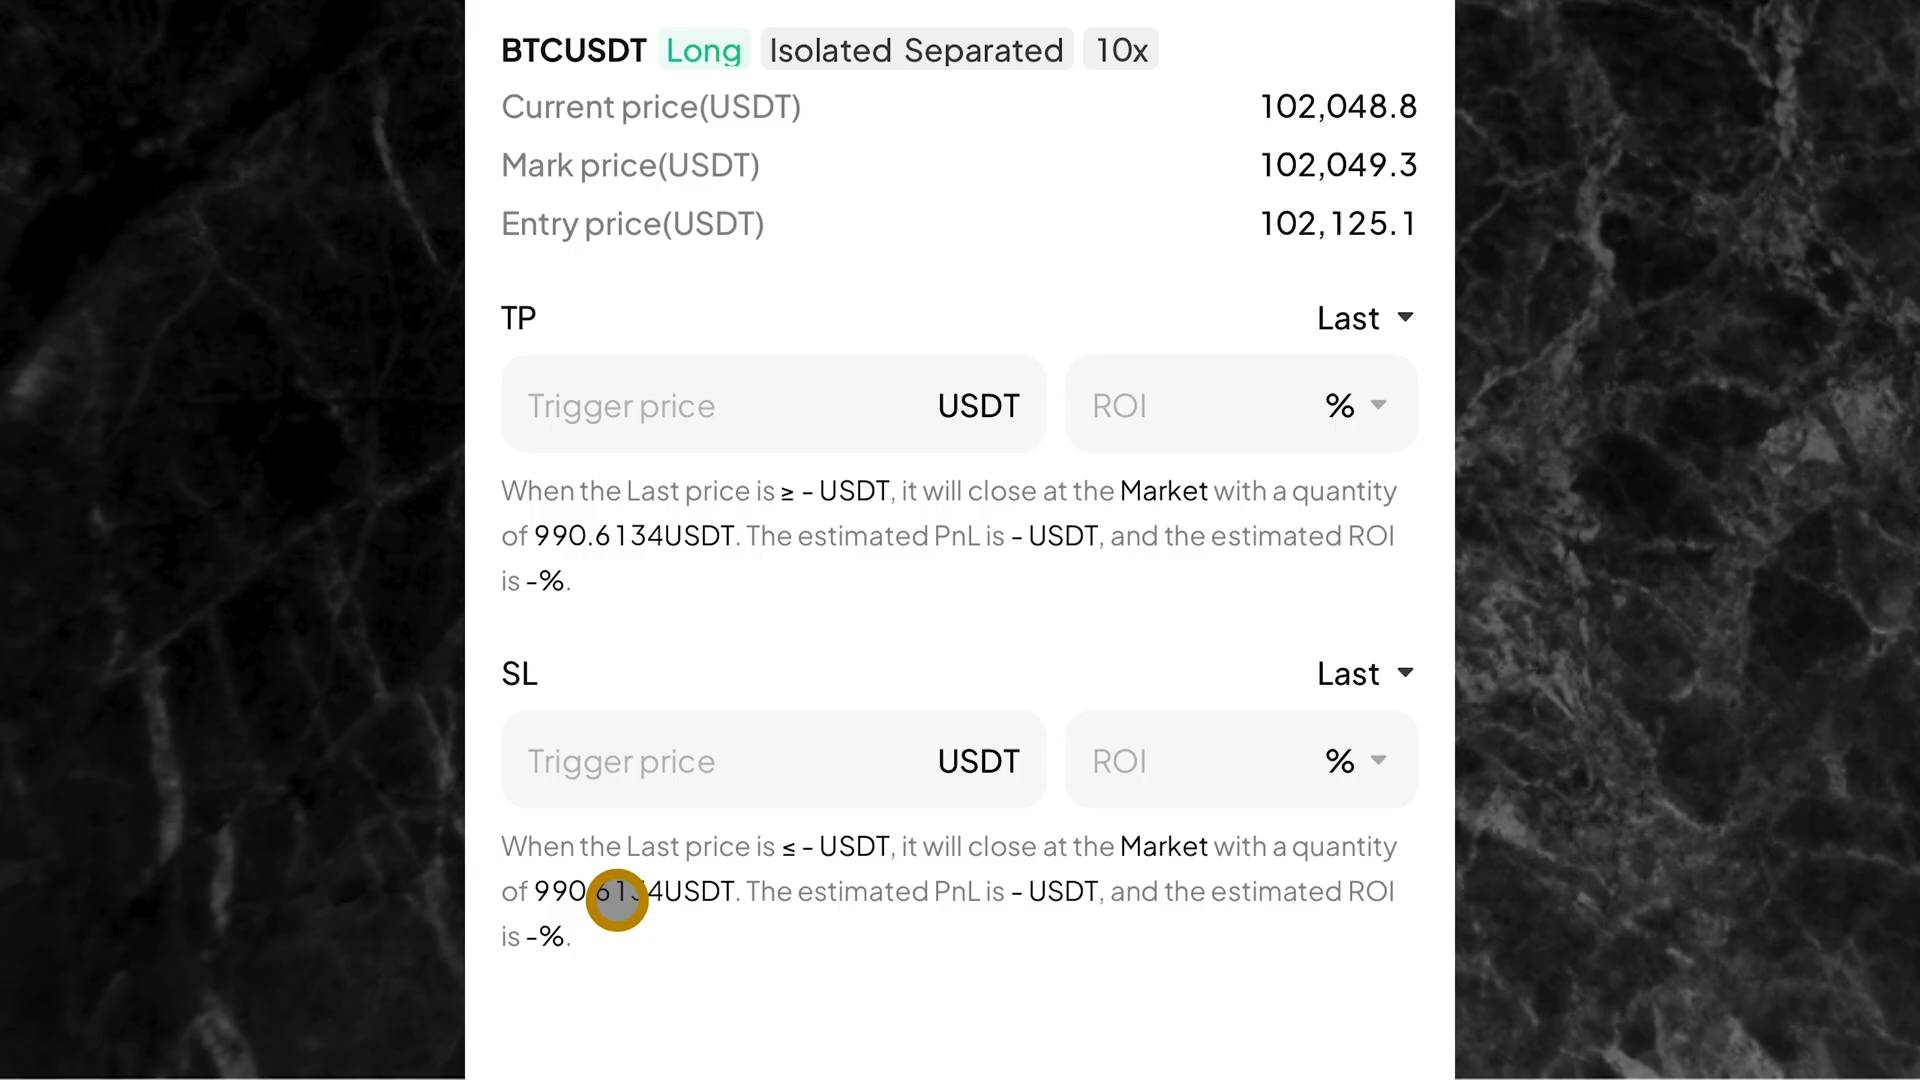 BTCUSDT Long Isolated Separated 10x
Current price(USDT) 102,048.8
Mark price(USDT) 102,049.3
Entry price(USDT) 102,125.1
TP Last
Trigger price USDT ROI %
When the Last price is ≥ - USDT, it will close at the Market with a quantity
of 990.6134USDT. The estimated PnL is - USDT, and the estimated ROI
is -%.
SL Last
Trigger price USDT ROI %
When the Last price is ≤ - USDT, it will close at the Market with a quantity
of 990.6134USDT. The estimated PnL is - USDT, and the estimated ROI
is -%.